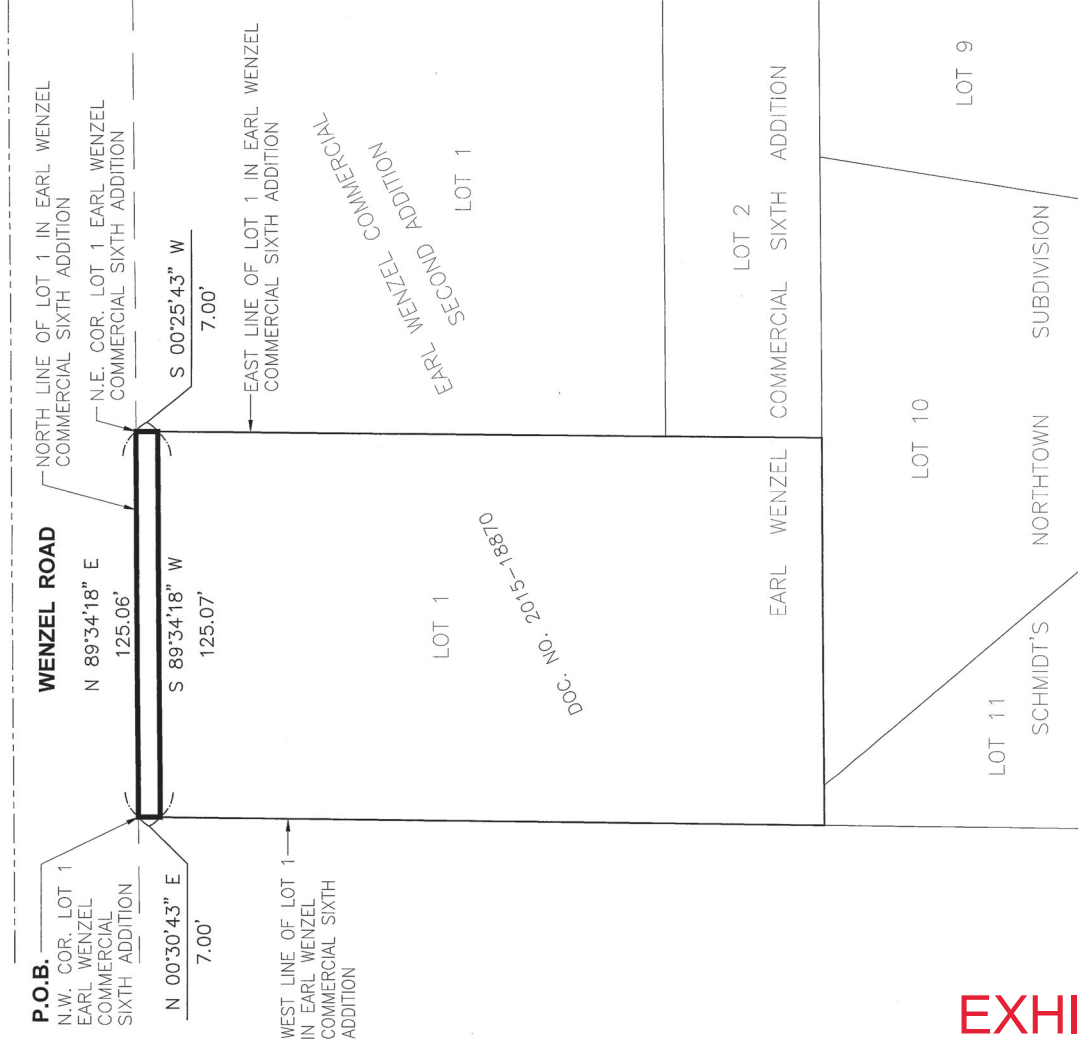 P.O.B.
N.W. COR. LOT 1
EARL WENZEL
COMMERCIAL
SIXTH ADDITION
N 00°30'43" E
7.00'
WEST LINE OF LOT 1
IN EARL WENZEL
COMMERCIAL SIXTH
ADDITION
WENZEL ROAD
N 89°34'18" E
125.06'
S 89°34'18" W
125.07'
NORTH LINE OF LOT 1 IN EARL WENZEL
COMMERCIAL SIXTH ADDITION
N.E. COR. LOT 1 EARL WENZEL
COMMERCIAL SIXTH ADDITION
S 00°25'43" W
7.00'
EAST LINE OF LOT 1 IN EARL WENZEL
COMMERCIAL SIXTH ADDITION
EARL WENZEL COMMERCIAL
SECOND ADDITION
LOT 1
LOT 1
DOC. NO. 2015-18870
LOT 2
EARL WENZEL COMMERCIAL SIXTH ADDITION
LOT 9
LOT 10
LOT 11
SCHMIDT'S NORTHTOWN SUBDIVISION
EXHI